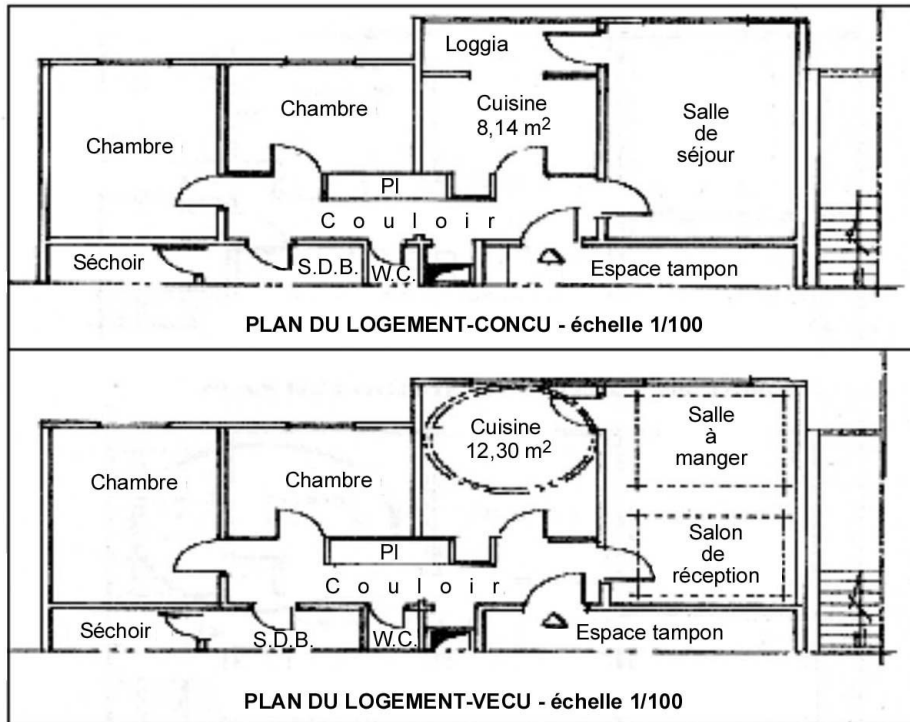 Loggia
Chambre
Cuisine
8,14 m²
Chambre
Salle
de
séjour
Pl
C o u l o i r
Séchoir
S.D.B.
W.C.
Espace tampon
PLAN DU LOGEMENT-CONCU - échelle 1/100
Cuisine
12,30 m²
Salle
à
manger
Chambre
Chambre
Salon
de
réception
Pl
C o u l o i r
Séchoir
S.D.B.
W.C.
Espace tampon
PLAN DU LOGEMENT-VECU - échelle 1/100